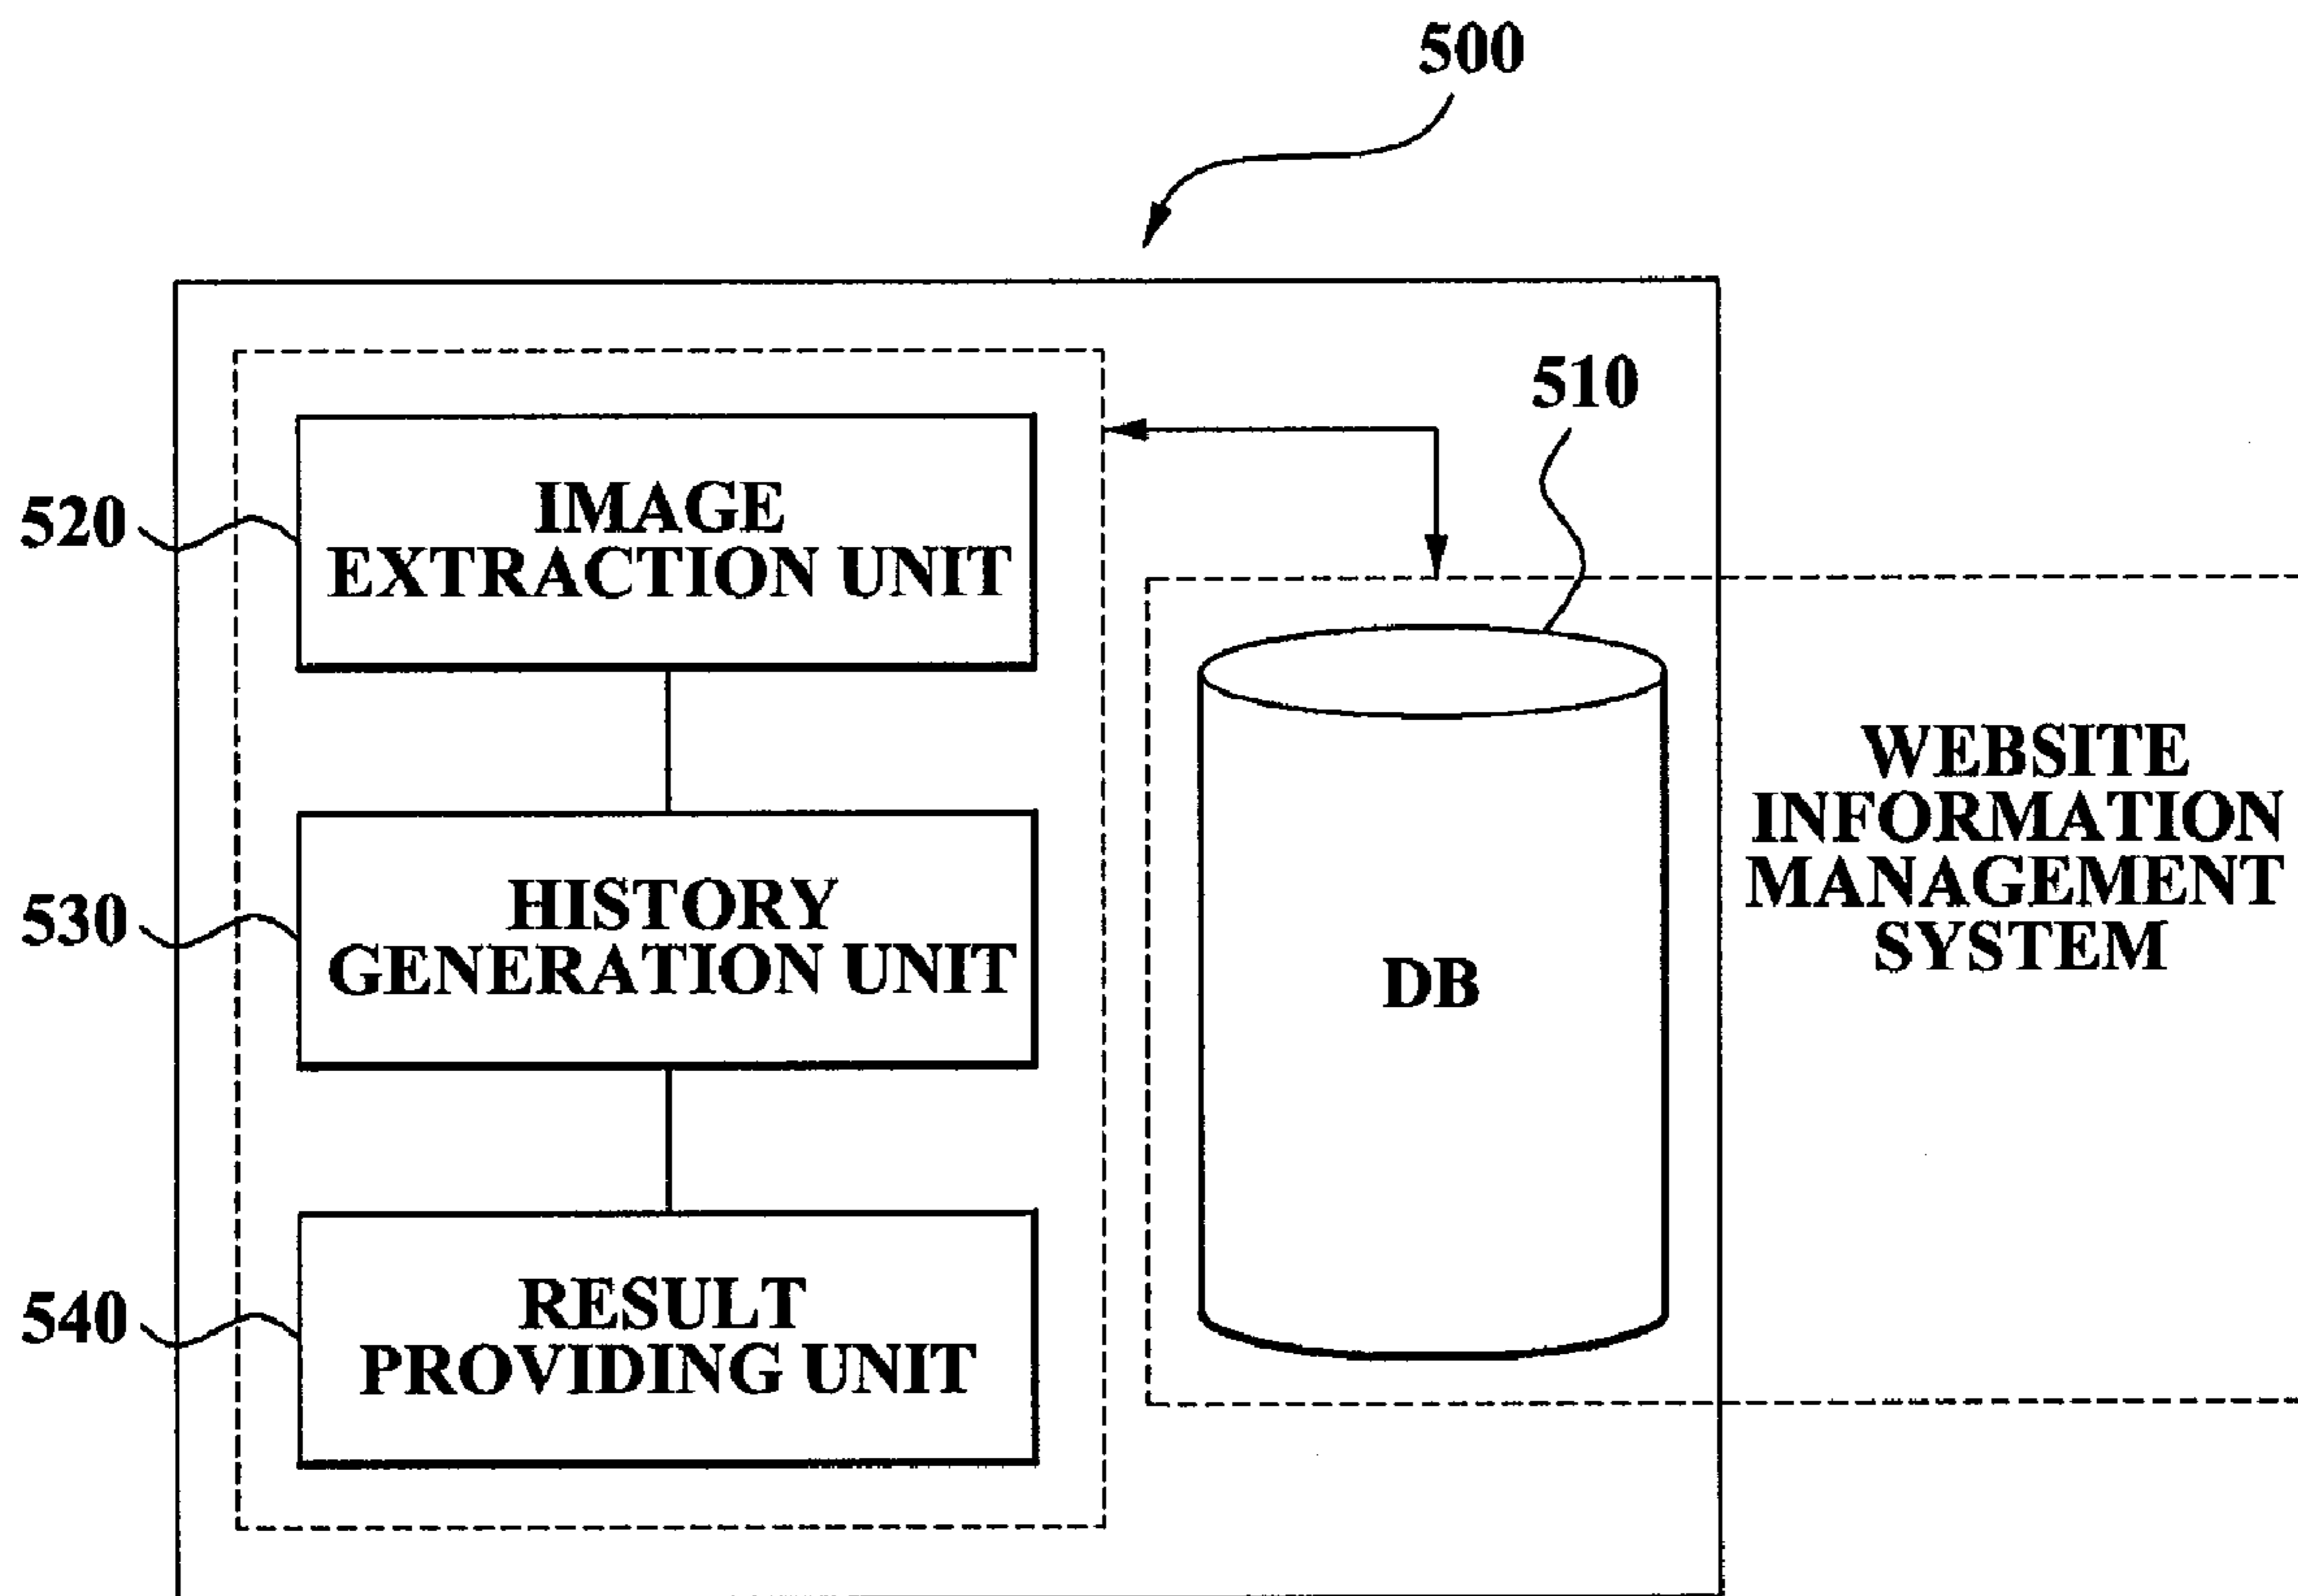 500
510
520
IMAGE
EXTRACTION UNIT
530
HISTORY
GENERATION UNIT
540
RESULT
PROVIDING UNIT
DB
WEBSITE
INFORMATION
MANAGEMENT
SYSTEM